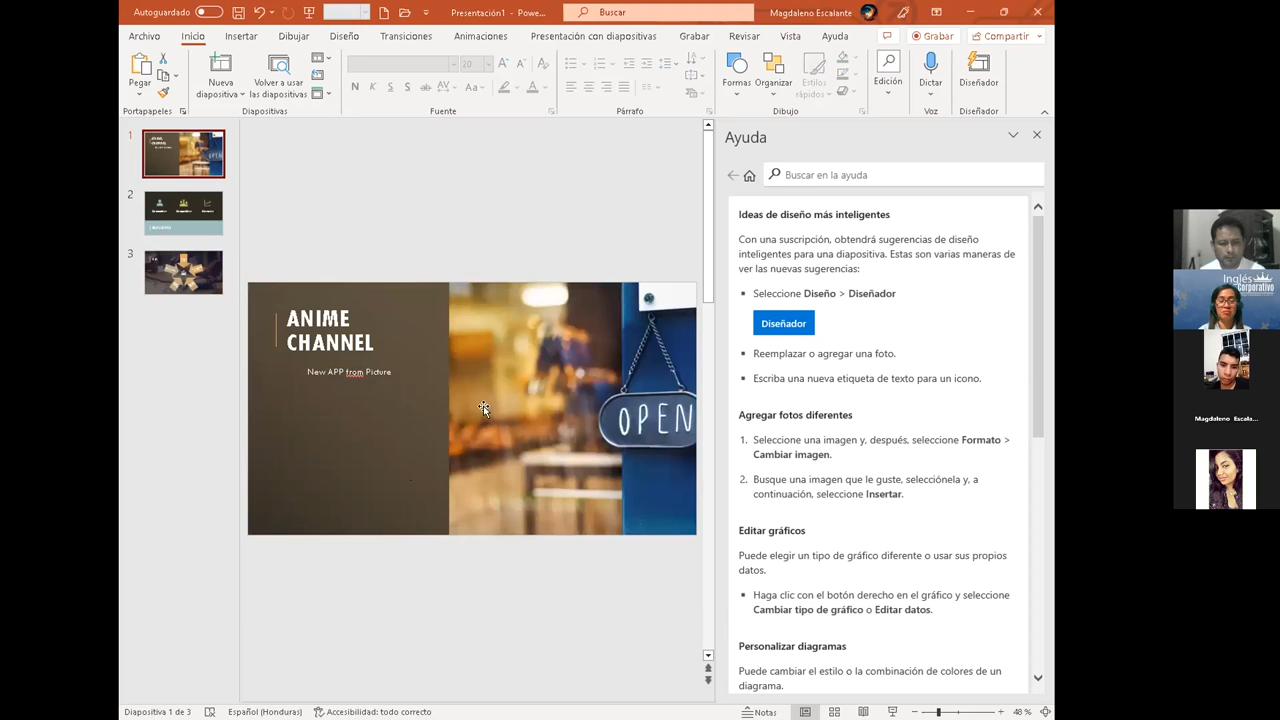 Autoguardado
Presentación1 - Powe...
Buscar
Magdaleno Escalante
Archivo Inicio Insertar Dibujar Diseño Transiciones Animaciones Presentación con diapositivas Grabar Revisar Vista Ayuda
Grabar
Compartir
Pegar
Nueva diapositiva
Volver a usar las diapositivas
20
N K S S ab AV Aa
A
Formas
Organizar
Estilos rápidos
Edición
Dictar
Diseñador
Portapapeles
Diapositivas
Fuente
Párrafo
Dibujo
Voz
Diseñador
1
2
3
ANIME
CHANNEL
New APP from Picture
OPEN
Ayuda
Buscar en la ayuda
Ideas de diseño más inteligentes
Con una suscripción, obtendrá sugerencias de diseño
inteligentes para una diapositiva. Estas son varias maneras de
ver las nuevas sugerencias:
Seleccione Diseño > Diseñador
Diseñador
Reemplazar o agregar una foto.
Escriba una nueva etiqueta de texto para un icono.
Agregar fotos diferentes
1. Seleccione una imagen y, después, seleccione Formato >
Cambiar imagen.
2. Busque una imagen que le guste, selecciónela y, a
continuación, seleccione Insertar.
Editar gráficos
Puede elegir un tipo de gráfico diferente o usar sus propios
datos.
Haga clic con el botón derecho en el gráfico y seleccione
Cambiar tipo de gráfico o Editar datos.
Personalizar diagramas
Puede cambiar el estilo o la combinación de colores de un
diagrama.
Inglés
Corporativo
Magdaleno Escala...
Diapositiva 1 de 3
Español (Honduras)
Accesibilidad: todo correcto
Notas
48 %